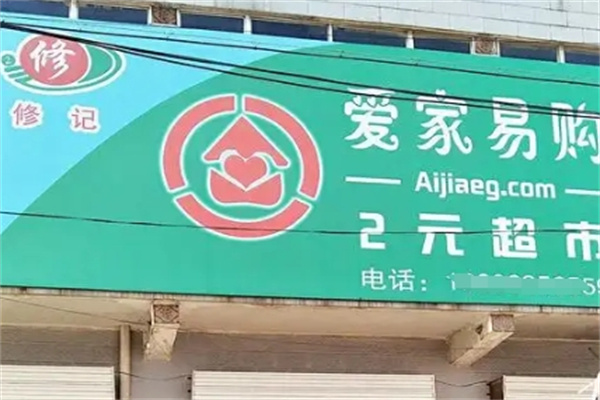 修
修记
爱家易购
Aijiaeg.com
2元超市
电话: